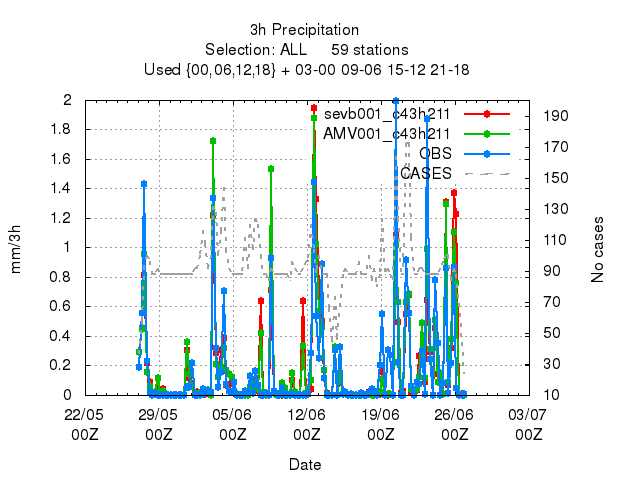 3h Precipitation
Selection: ALL 59 stations
Used {00,06,12,18} + 03-00 09-06 15-12 21-18
mm/3h
2
1.8
1.6
1.4
1.2
1
0.8
0.6
0.4
0.2
0
sevb001_c43h211
AMV001_c43h211
OBS
CASES
190
170
150
130
110
90
70
50
30
10
No cases
22/05 29/05 05/06 12/06 19/06 26/06 03/07
00Z 00Z 00Z 00Z 00Z 00Z 00Z
Date